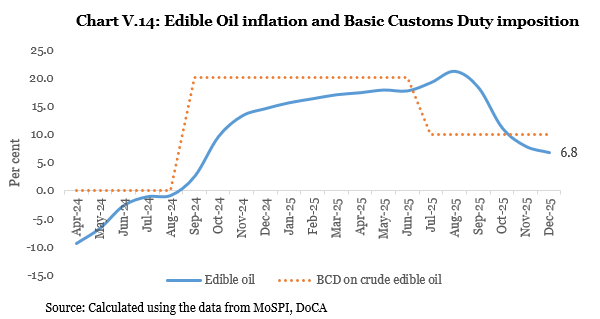 Chart V.14: Edible Oil inflation and Basic Customs Duty imposition
25.0
20.0
15.0
10.0
5.0
0.0
-5.0
-10.0
-15.0
Per cent
6.8
Apr-24
May-24
Jun-24
Jul-24
Aug-24
Sep-24
Oct-24
Nov-24
Dec-24
Jan-25
Feb-25
Mar-25
Apr-25
May-25
Jun-25
Jul-25
Aug-25
Sep-25
Oct-25
Nov-25
Dec-25
Edible oil
BCD on crude edible oil
Source: Calculated using the data from MoSPI, DoCA